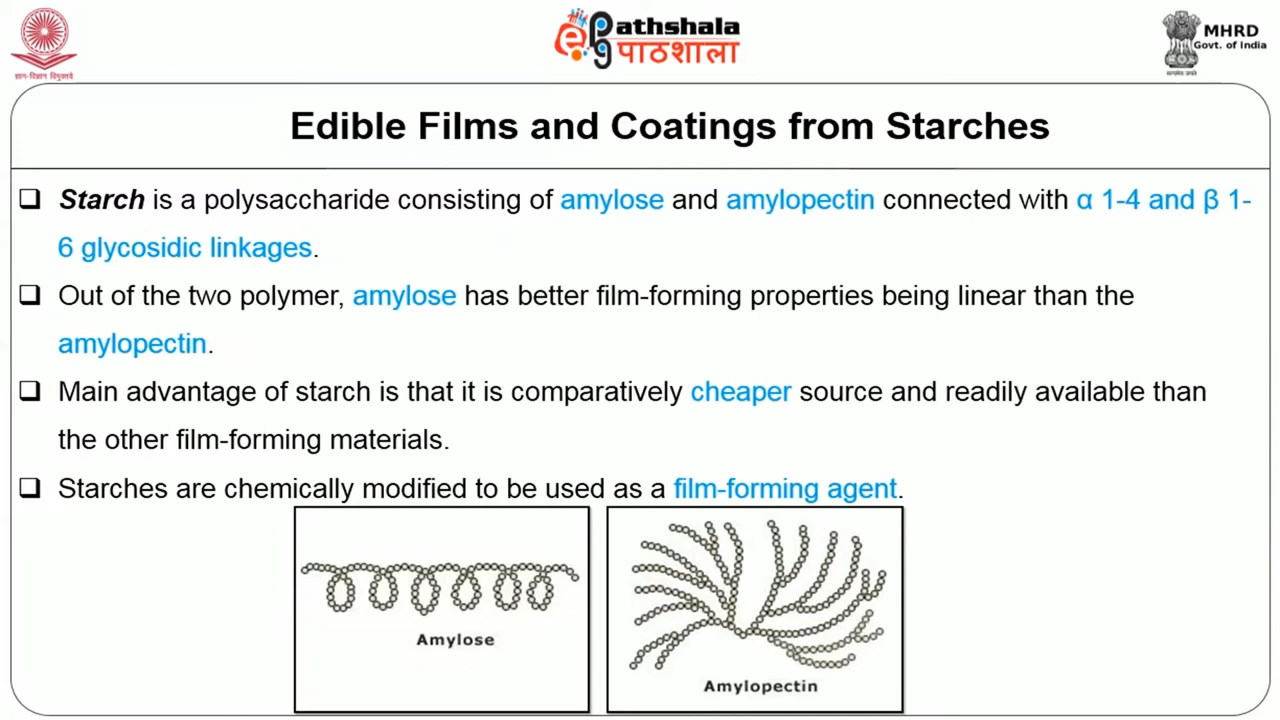 ज्ञान-विज्ञान विमुक्तये
ePathshala
पाठशाला
MHRD
Govt. of India
सत्यमेव जयते
Edible Films and Coatings from Starches
❑ Starch is a polysaccharide consisting of amylose and amylopectin connected with α 1-4 and β 1-
6 glycosidic linkages.
❑ Out of the two polymer, amylose has better film-forming properties being linear than the
amylopectin.
❑ Main advantage of starch is that it is comparatively cheaper source and readily available than
the other film-forming materials.
❑ Starches are chemically modified to be used as a film-forming agent.
Amylose
Amylopectin